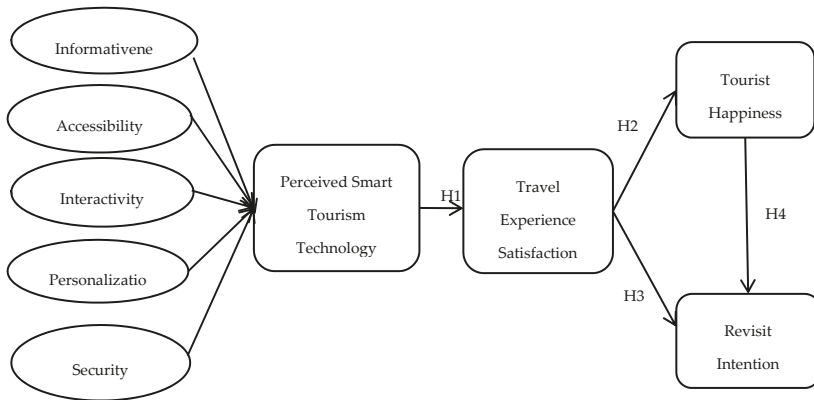 Informativene
Accessibility
Interactivity
Personalizatio
Security
Perceived Smart
Tourism
Technology
H1
Travel
Experience
Satisfaction
H2
H3
Tourist
Happiness
H4
Revisit
Intention